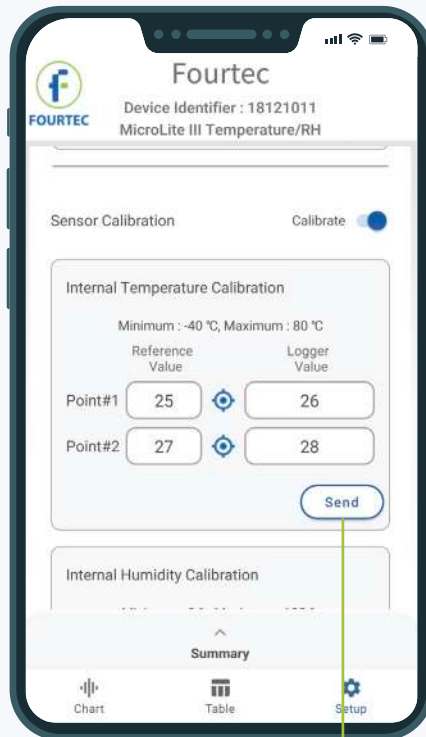 Fourtec
FOURTEC
Device Identifier : 18121011
MicroLite III Temperature/RH
Sensor Calibration Calibrate
Internal Temperature Calibration
Minimum : -40 °C, Maximum : 80 °C
Reference Logger
Value Value
Point#1 25 26
Point#2 27 28
Send
Internal Humidity Calibration
Summary
Chart Table Setup